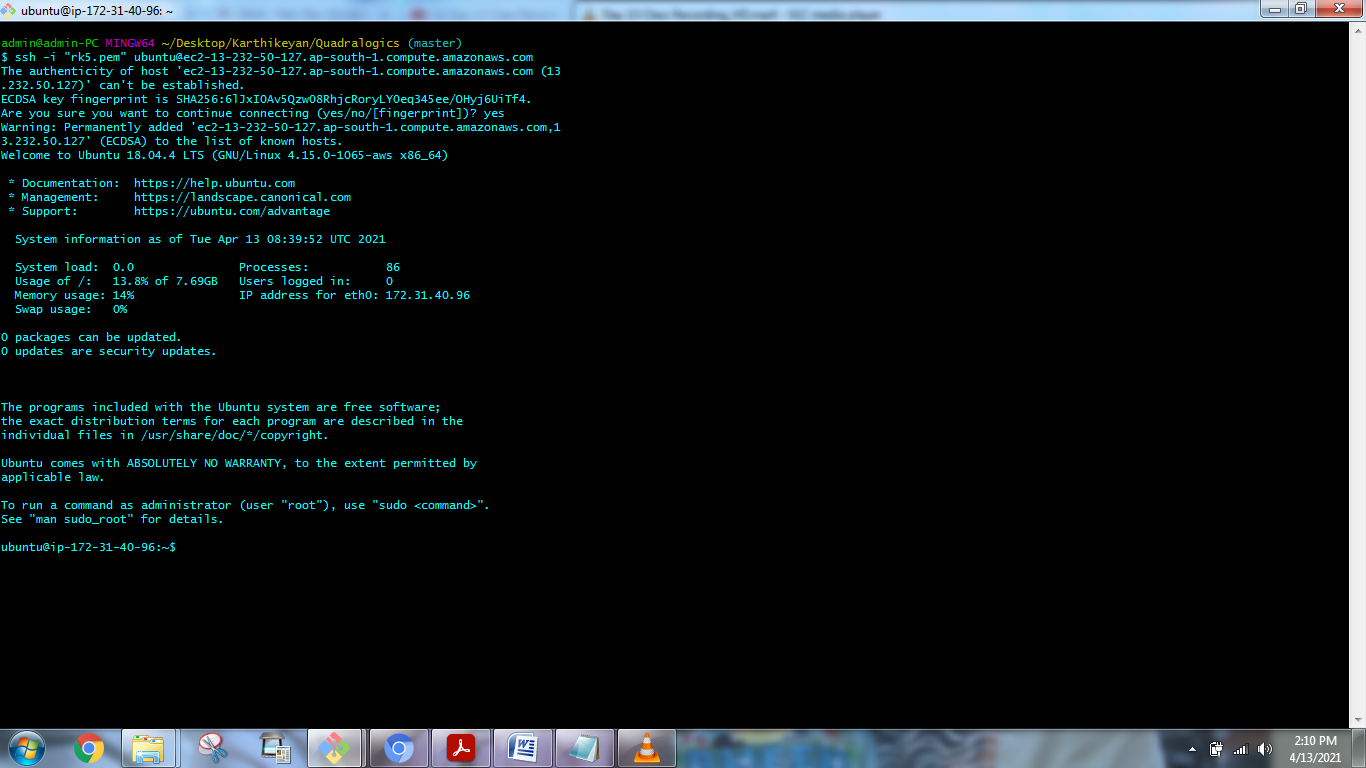 ubuntu@ip-172-31-40-96: ~
admin@admin-PC MINGW64 ~/Desktop/Karthikeyan/Quadralogics (master)
$ ssh -i "rk5.pem" ubuntu@ec2-13-232-50-127.ap-south-1.compute.amazonaws.com
The authenticity of host 'ec2-13-232-50-127.ap-south-1.compute.amazonaws.com (13
.232.50.127)' can't be established.
ECDSA key fingerprint is SHA256:6lJxIOAv5QzwO8RhjcRoryLYOeq345ee/OHyj6UiTf4.
Are you sure you want to continue connecting (yes/no/[fingerprint])? yes
Warning: Permanently added 'ec2-13-232-50-127.ap-south-1.compute.amazonaws.com,1
3.232.50.127' (ECDSA) to the list of known hosts.
Welcome to Ubuntu 18.04.4 LTS (GNU/Linux 4.15.0-1065-aws x86_64)
* Documentation:  https://help.ubuntu.com
* Management:     https://landscape.canonical.com
* Support:        https://ubuntu.com/advantage
System information as of Tue Apr 13 08:39:52 UTC 2021
System load:  0.0               Processes:           86
Usage of /:   13.8% of 7.69GB   Users logged in:     0
Memory usage: 14%               IP address for eth0: 172.31.40.96
Swap usage:   0%
0 packages can be updated.
0 updates are security updates.
The programs included with the Ubuntu system are free software;
the exact distribution terms for each program are described in the
individual files in /usr/share/doc/*/copyright.
Ubuntu comes with ABSOLUTELY NO WARRANTY, to the extent permitted by
applicable law.
To run a command as administrator (user "root"), use "sudo <command>".
See "man sudo_root" for details.
ubuntu@ip-172-31-40-96:~$
2:10 PM
4/13/2021